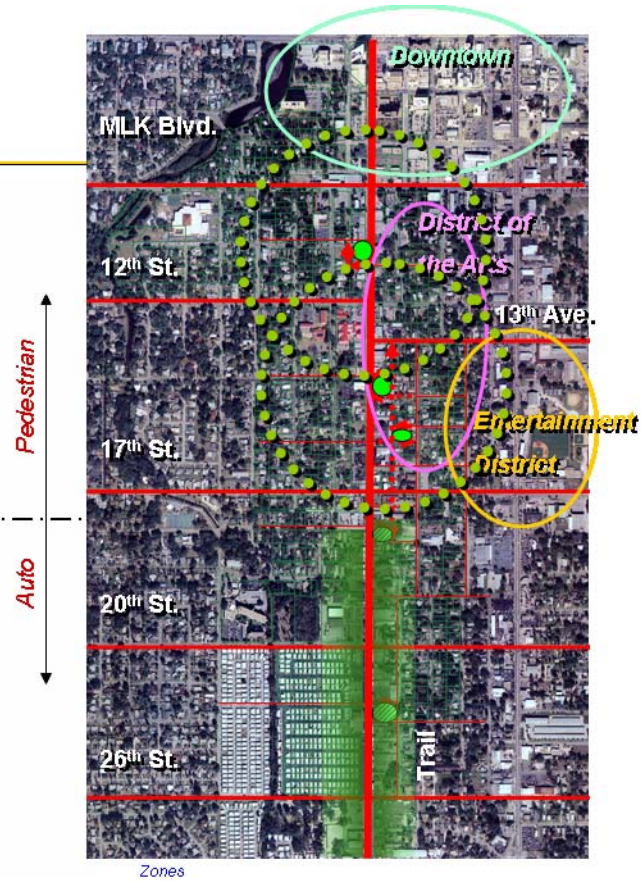 Downtown
MLK Blvd.
District of
the Arts
12th St.
13th Ave.
Pedestrian
Entertainment
District
17th St.
Auto
20th St.
26th St.
Trail
Zones